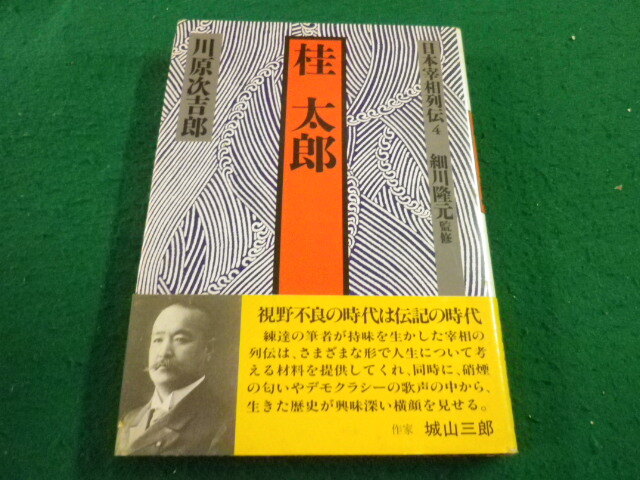 日本宰相列伝 4
細川隆元 監修
桂 太郎
川原次吉郎
視野不良の時代は伝記の時代
練達の筆者が持味を生かした宰相の
列伝は、さまざまな形で人生について考
える材料を提供してくれ、同時に、硝煙
の匂いやデモクラシーの歌声の中から、
生きた歴史が興味深い横顔を見せる。
作家 城山三郎